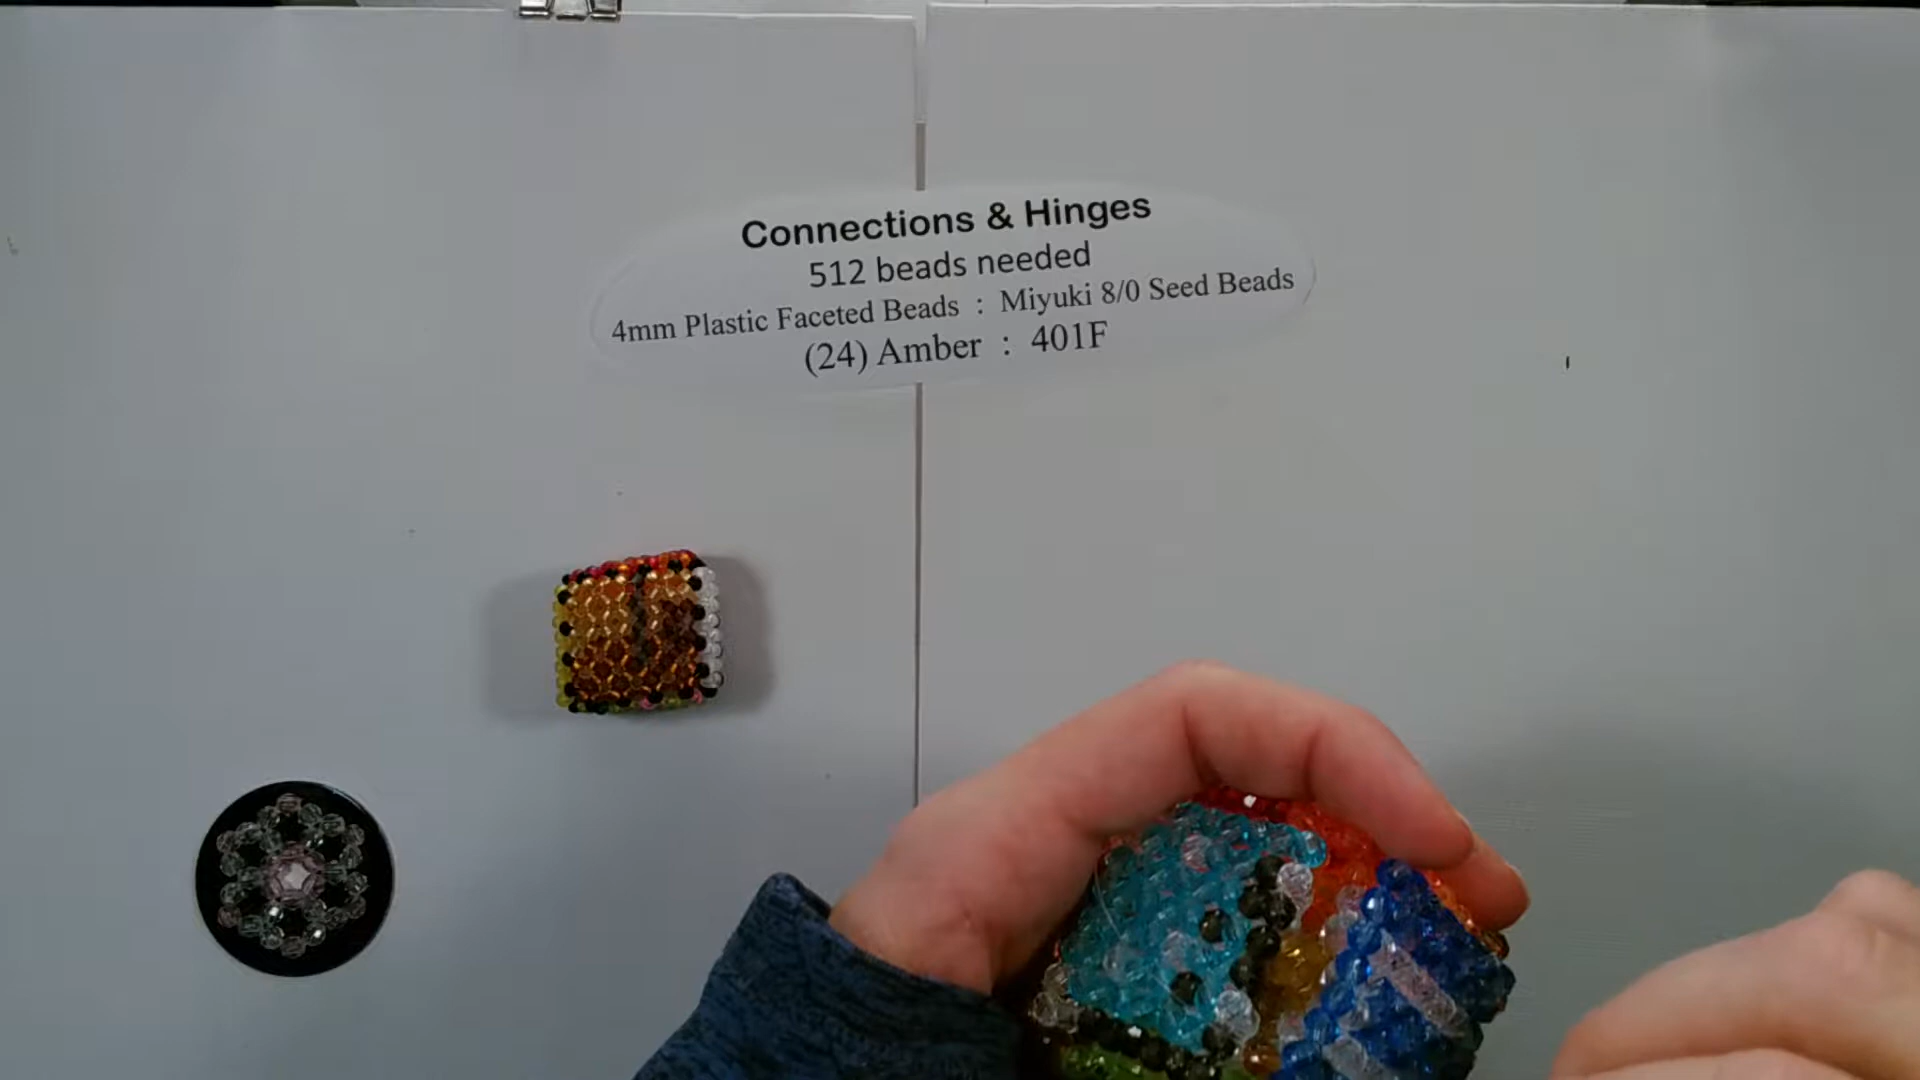 Connections & Hinges
512 beads needed
4mm Plastic Faceted Beads : Miyuki 8/0 Seed Beads
(24) Amber : 401F